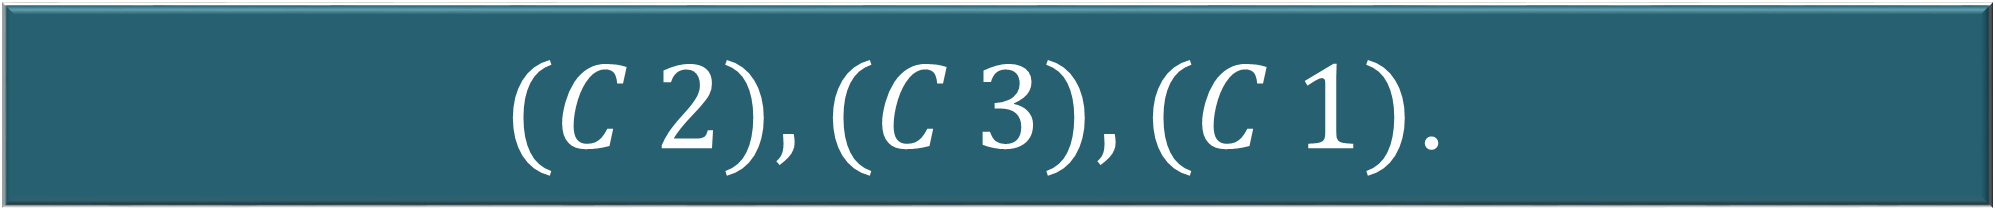 (C 2), (C 3), (C 1).